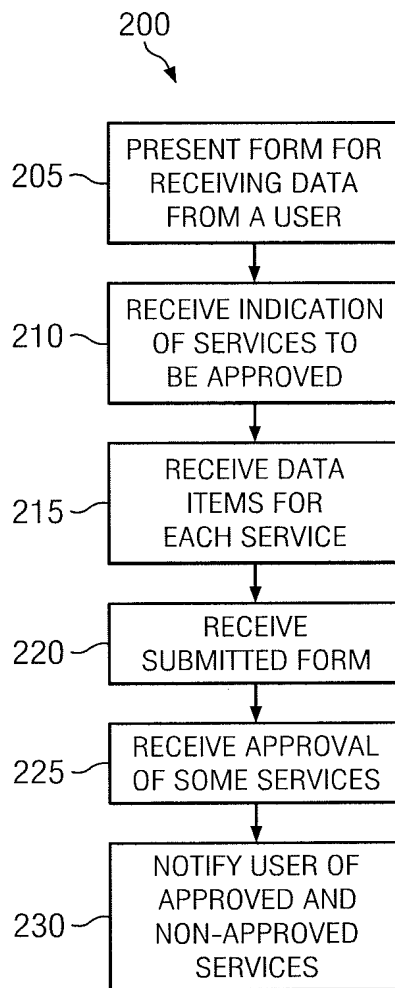 200
205
PRESENT FORM FOR
RECEIVING DATA
FROM A USER
210
RECEIVE INDICATION
OF SERVICES TO
BE APPROVED
215
RECEIVE DATA
ITEMS FOR
EACH SERVICE
220
RECEIVE
SUBMITTED FORM
225
RECEIVE APPROVAL
OF SOME SERVICES
230
NOTIFY USER OF
APPROVED AND
NON-APPROVED
SERVICES